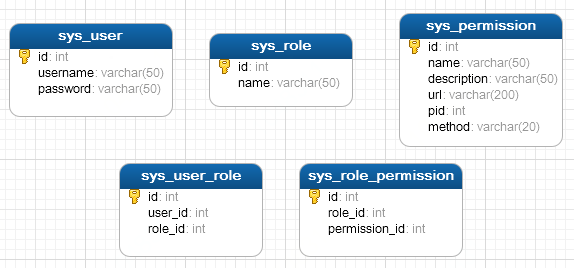 sys_user
id: int
username: varchar(50)
password: varchar(50)
sys_role
id: int
name: varchar(50)
sys_permission
id: int
name: varchar(50)
description: varchar(50)
url: varchar(200)
pid: int
method: varchar(20)
sys_user_role
id: int
user_id: int
role_id: int
sys_role_permission
id: int
role_id: int
permission_id: int